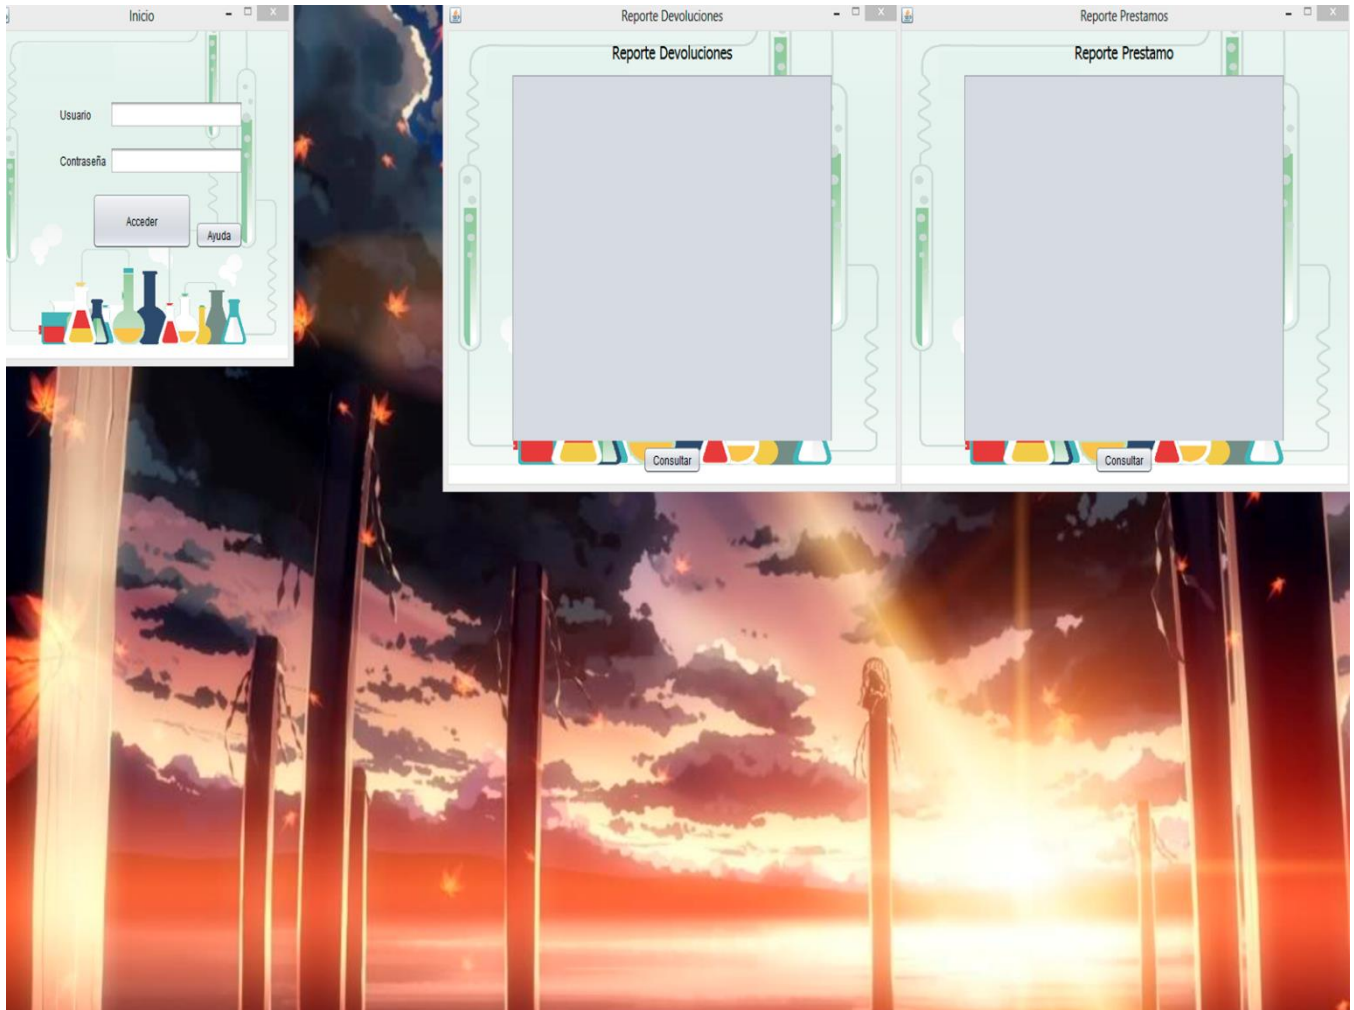 Inicio
Usuario
Contraseña
Acceder
Ayuda
Reporte Devoluciones
Reporte Devoluciones
Consultar
Reporte Prestamos
Reporte Prestamo
Consultar